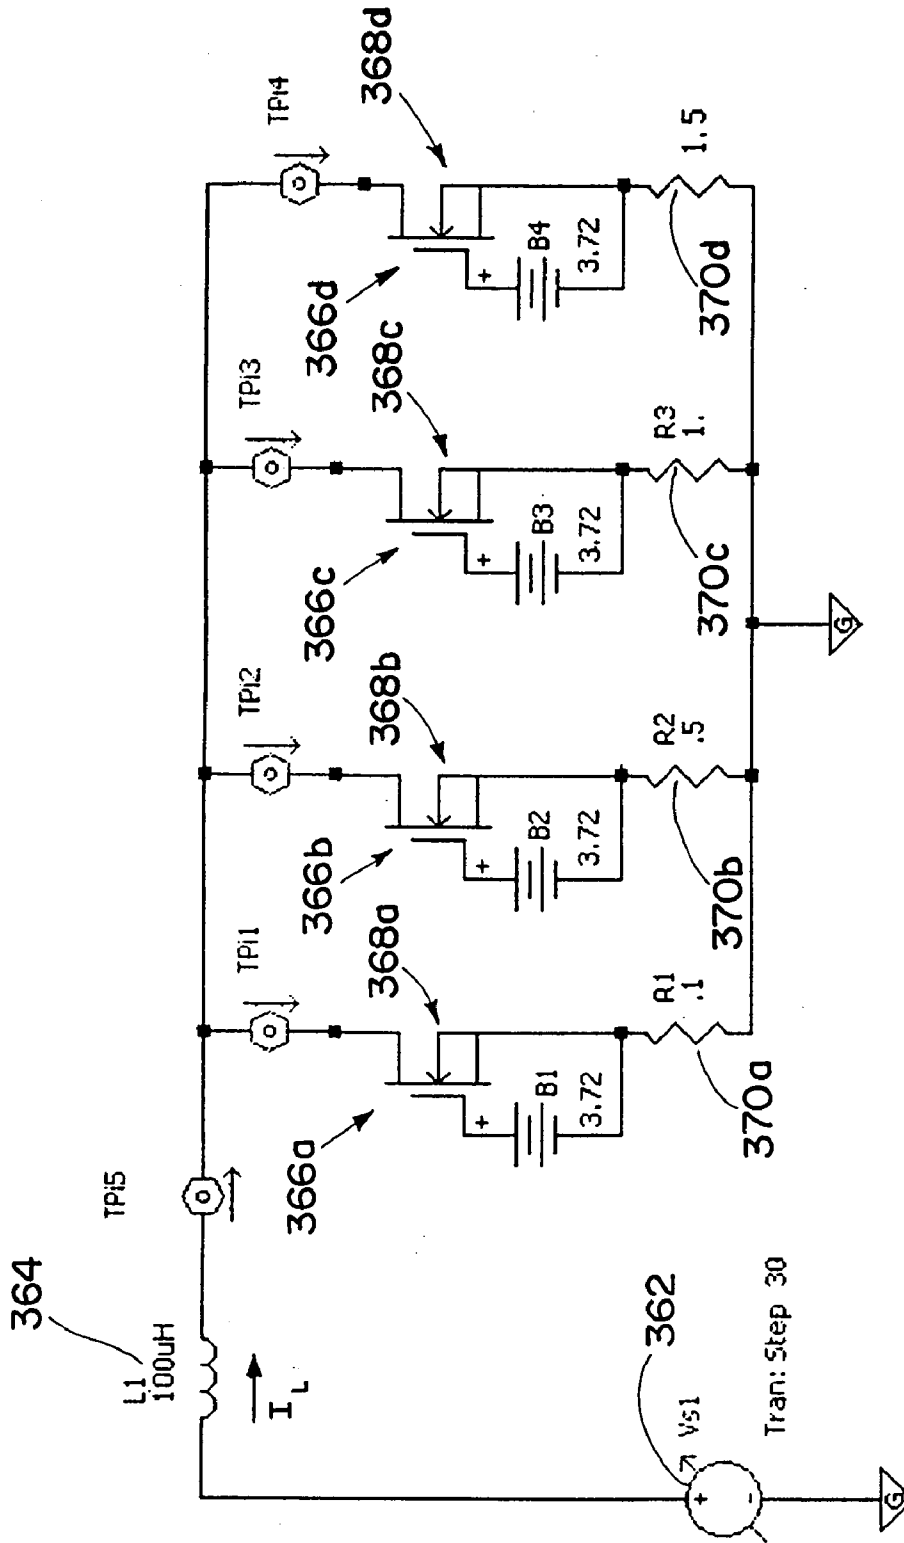 364
L1
100uH
I L
TPi5
TPi1
TPi2
TPi3
TPi4
366a
368a
366b
368b
366c
368c
366d
368d
+
B1
3.72
+
B2
3.72
+
B3
3.72
+
B4
3.72
R1
.1
370a
R2
.5
370b
R3
1.
370c
1.5
370d
362
Vs1
+
-
Tran: Step 30
G
G